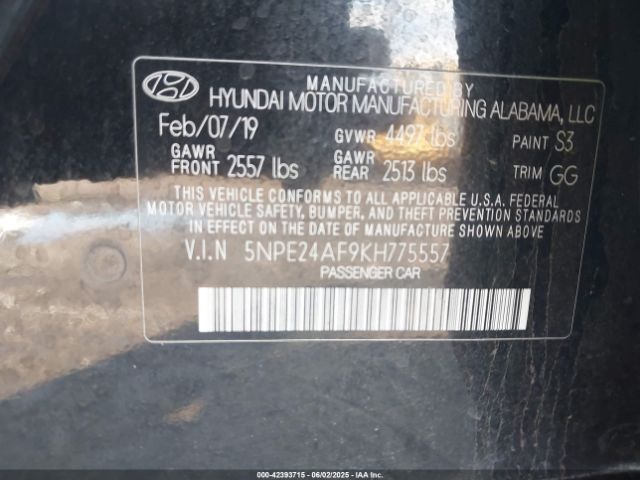 MANUFACTURED BY
HYUNDAI MOTOR MANUFACTURING ALABAMA, LLC
Feb/07/19 GVWR 4497 lbs PAINT S3
GAWR FRONT 2557 lbs GAWR REAR 2513 lbs TRIM GG
THIS VEHICLE CONFORMS TO ALL APPLICABLE U.S.A. FEDERAL
MOTOR VEHICLE SAFETY, BUMPER, AND THEFT PREVENTION STANDARDS
IN EFFECT ON THE DATE OF MANUFACTURE SHOWN ABOVE.
V.I.N 5NPE24AF9KH775557
PASSENGER CAR
000-42393715 - 06/02/2025 - IAA Inc.